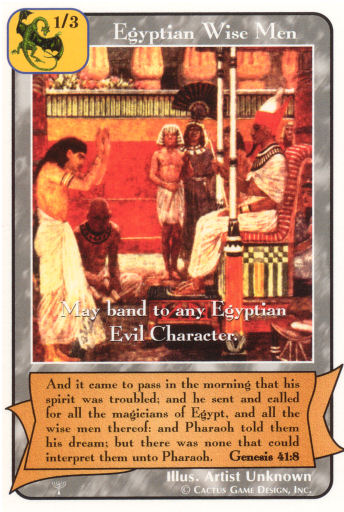 1/3
Egyptian Wise Men
May band to any Egyptian
Evil Character.
And it came to pass in the morning that his
spirit was troubled; and he sent and called
for all the magicians of Egypt, and all the
wise men thereof: and Pharaoh told them
his dream; but there was none that could
interpret them unto Pharaoh. Genesis 41:8
Illus. Artist Unknown
© Cactus Game Design, Inc.